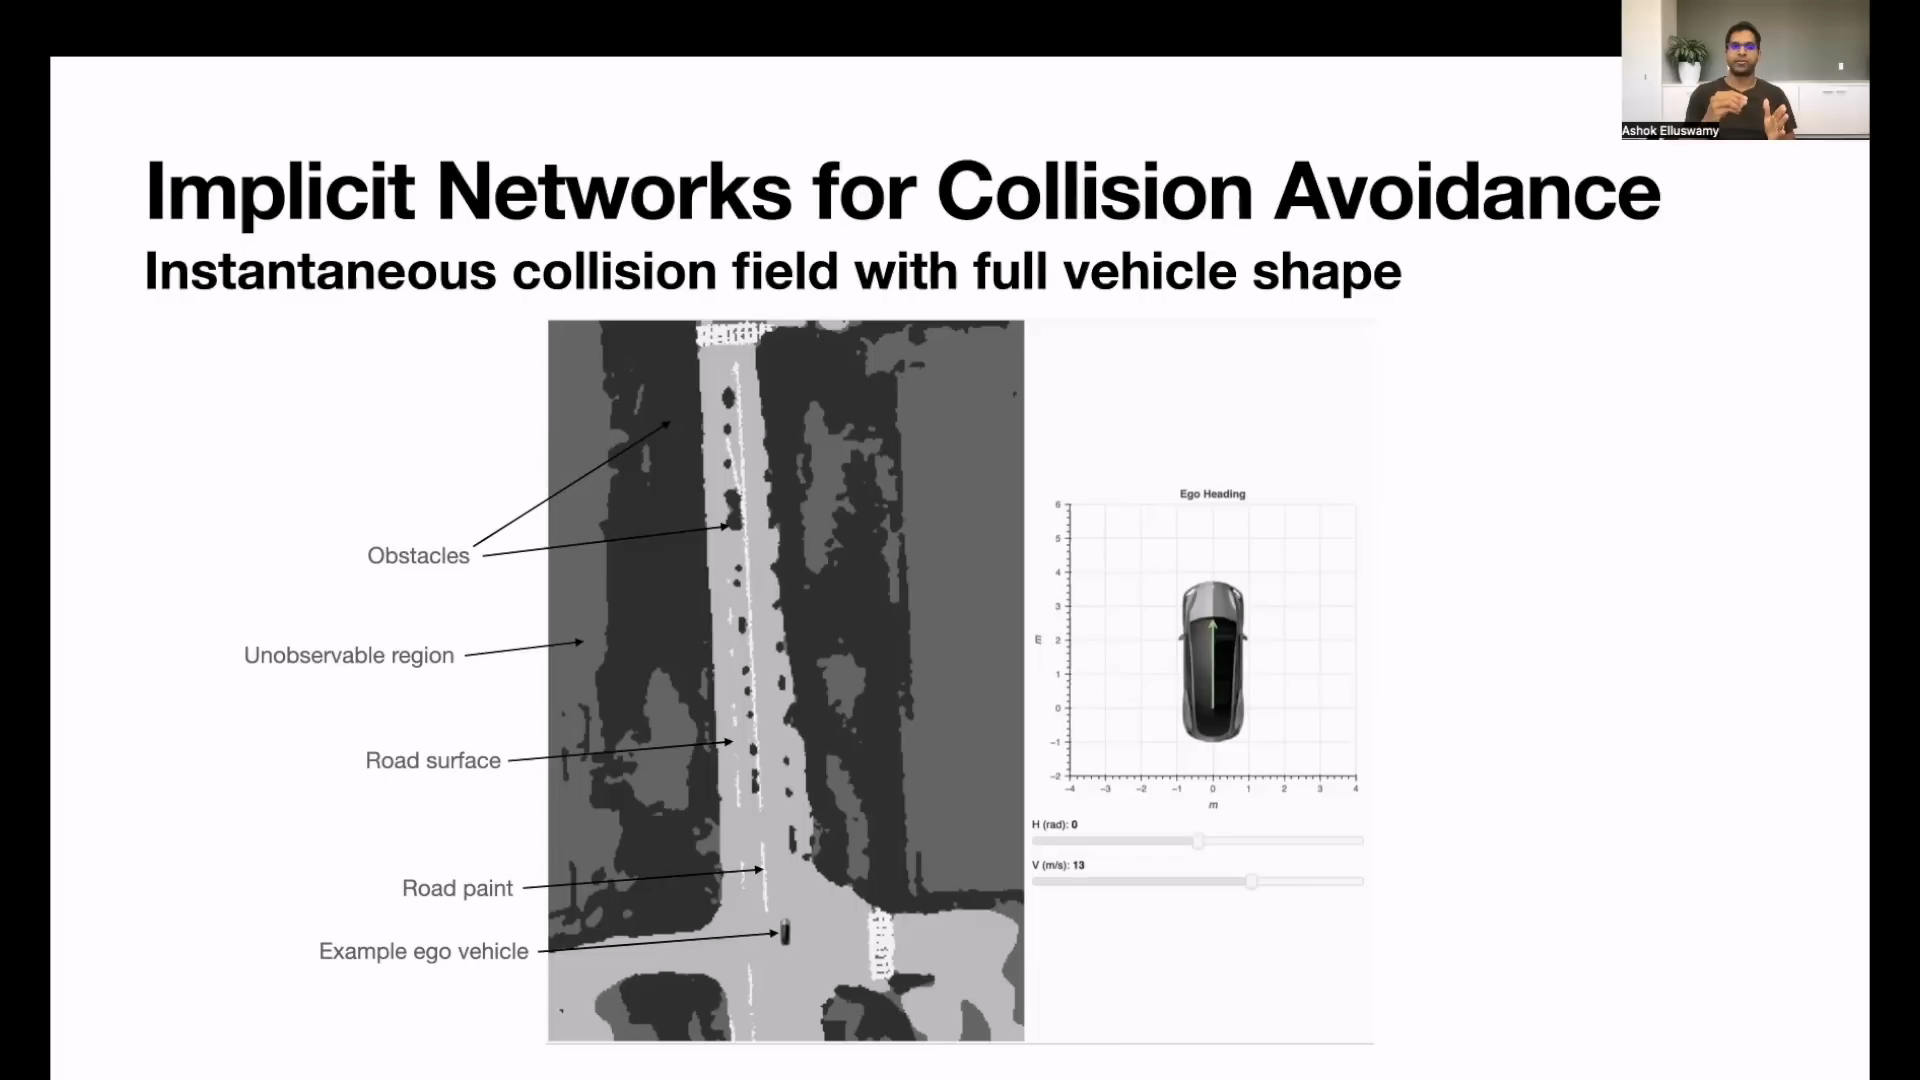 Ashok Elluswamy
Implicit Networks for Collision Avoidance
Instantaneous collision field with full vehicle shape
Obstacles
Unobservable region
Road surface
Road paint
Example ego vehicle
Ego Heading
6
5
4
3
2
1
0
−1
−2
m
−4 −3 −2 −1 0 1 2 3 4
m
H (rad): 0
V (m/s): 13